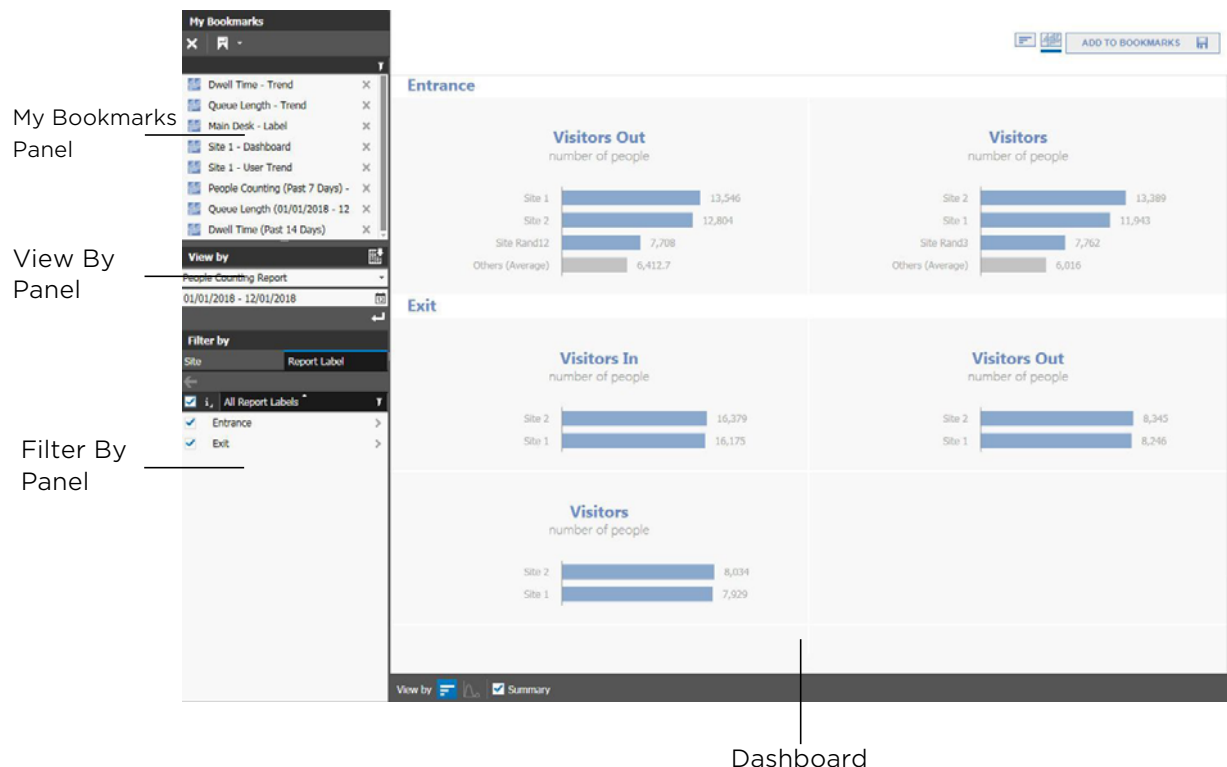 My Bookmarks
ADD TO BOOKMARKS
Dwell Time - Trend
Queue Length - Trend
Main Desk - Label
Site 1 - Dashboard
Site 1 - User Trend
People Counting (Past 7 Days) -
Queue Length (01/01/2018 - 12
Dwell Time (Past 14 Days)
My Bookmarks
Panel
View by
People Counting Report
01/01/2018 - 12/01/2018
View By
Panel
Filter by
Site Report Label
All Report Labels
Entrance
Exit
Filter By
Panel
Entrance
Visitors Out
number of people
Site 1 13,546
Site 2 12,804
Site Rand12 7,708
Others (Average) 6,412.7
Visitors
number of people
Site 2 13,389
Site 1 11,943
Site Rand3 7,762
Others (Average) 6,016
Exit
Visitors In
number of people
Site 2 16,379
Site 1 16,175
Visitors Out
number of people
Site 2 8,345
Site 1 8,246
Visitors
number of people
Site 2 8,034
Site 1 7,929
View by Summary
Dashboard